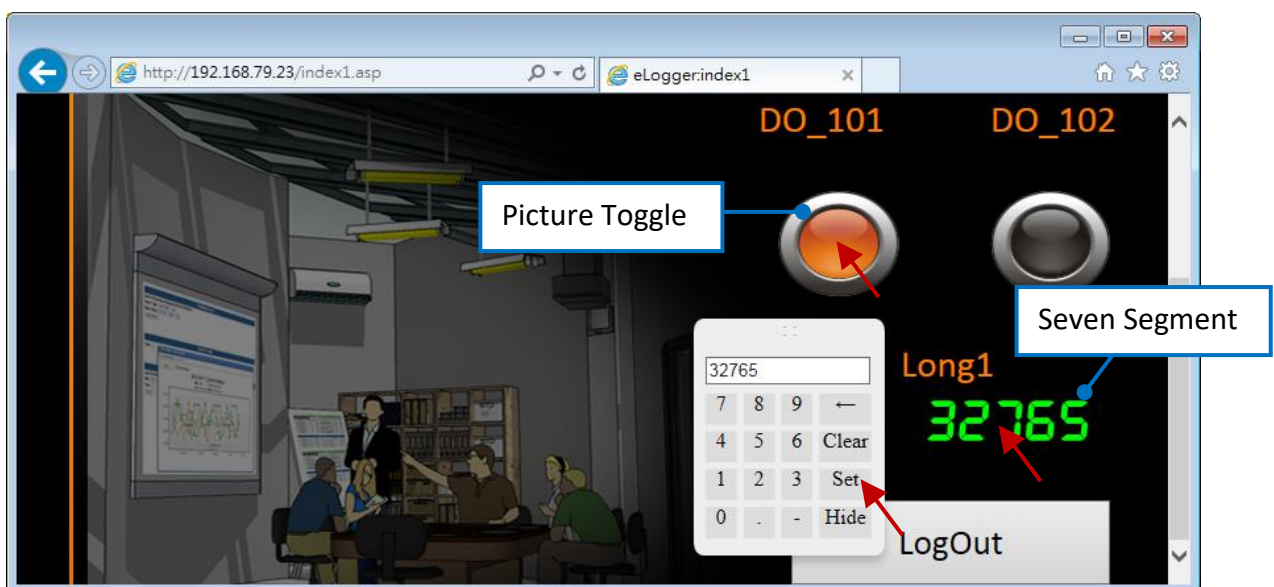 http://192.168.79.23/index1.asp
eLogger:index1
DO_101 DO_102
Picture Toggle
Seven Segment
32765
Long1
7 8 9 ←
32765
4 5 6 Clear
1 2 3 Set
0 . - Hide
LogOut